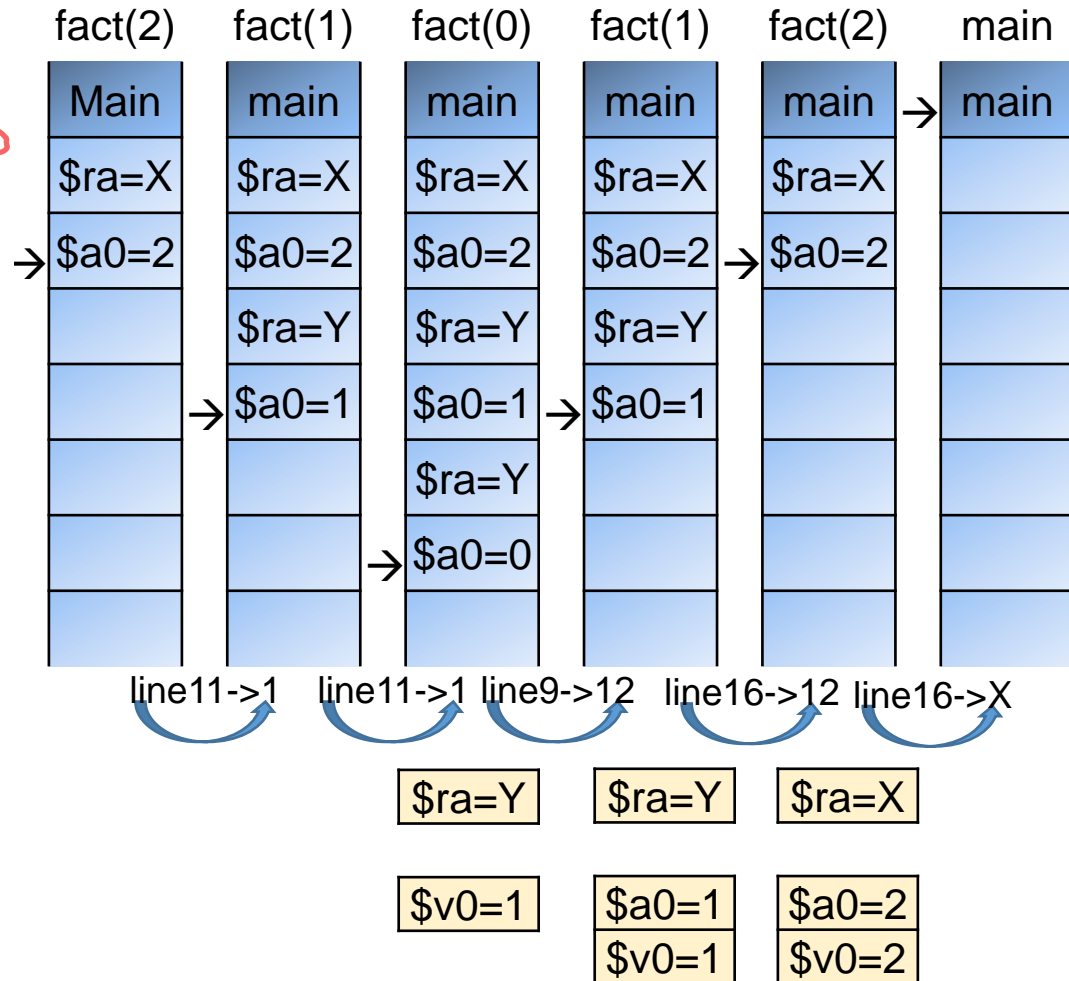 fact(2) fact(1) fact(0) fact(1) fact(2) main
Main main main main main → main
$ra=X $ra=X $ra=X $ra=X $ra=X
→ $a0=2 $a0=2 $a0=2 $a0=2 → $a0=2
$ra=Y $ra=Y $ra=Y
→ $a0=1 $a0=1 → $a0=1
$ra=Y
→ $a0=0
line11->1 line11->1 line9->12 line16->12 line16->X
$ra=Y $ra=Y $ra=X
$v0=1 $a0=1 $a0=2
$v0=1 $v0=2